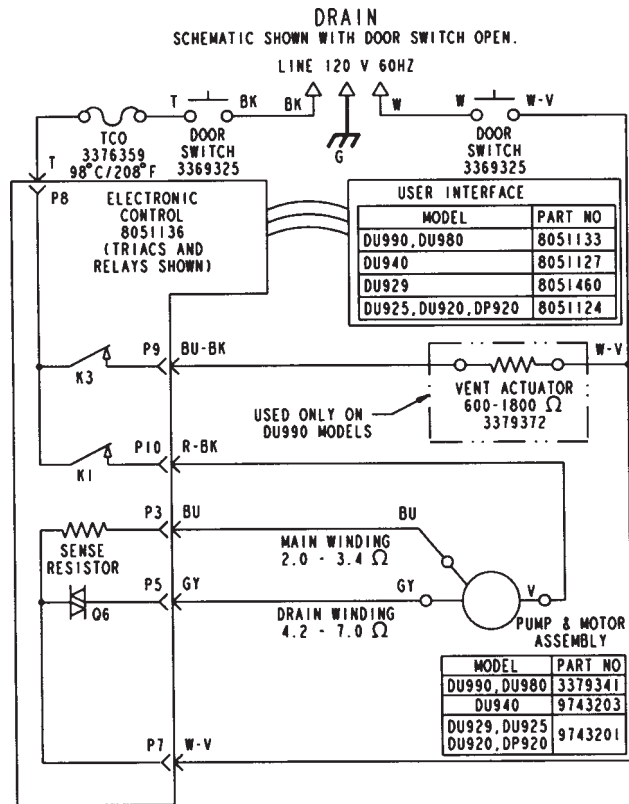 DRAIN
SCHEMATIC SHOWN WITH DOOR SWITCH OPEN.
LINE 120 V 60HZ
T BK BK W W W-V
G
TCO
3376359
98°C/208°F
DOOR
SWITCH
3369325
DOOR
SWITCH
3369325
T
P8
ELECTRONIC
CONTROL
8051136
(TRIACS AND
RELAYS SHOWN)
USER INTERFACE
MODEL PART NO
DU990,DU980 8051133
DU940 8051127
DU929 8051460
DU925,DU920,DP920 8051124
K3
P9 BU-BK
W-V
VENT ACTUATOR
600-1800 Ω
3379372
USED ONLY ON
DU990 MODELS
K1
P10 R-BK
P3 BU BU
SENSE
RESISTOR
MAIN WINDING
2.0 - 3.4 Ω
Q6
P5 GY GY V
DRAIN WINDING
4.2 - 7.0 Ω
PUMP & MOTOR
ASSEMBLY
MODEL PART NO
DU990,DU980 3379341
DU940 9743203
DU929,DU925
DU920,DP920 9743201
P7 W-V